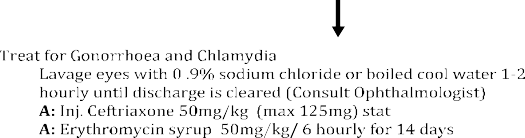 Treat for Gonorrhoea and Chlamydia
Lavage eyes with 0 .9% sodium chloride or boiled cool water 1-2
hourly until discharge is cleared (Consult Ophthalmologist)
A: Inj. Ceftriaxone 50mg/kg (max 125mg) stat
A: Erythromycin syrup 50mg/kg/ 6 hourly for 14 days